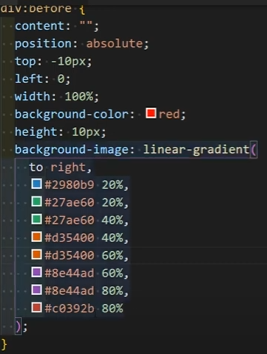 div:before {
content: "";
position: absolute;
top: -10px;
left: 0;
width: 100%;
background-color: red;
height: 10px;
background-image: linear-gradient(
to right,
#2980b9 20%,
#27ae60 20%,
#27ae60 40%,
#d35400 40%,
#d35400 60%,
#8e44ad 60%,
#8e44ad 80%,
#c0392b 80%
);
}